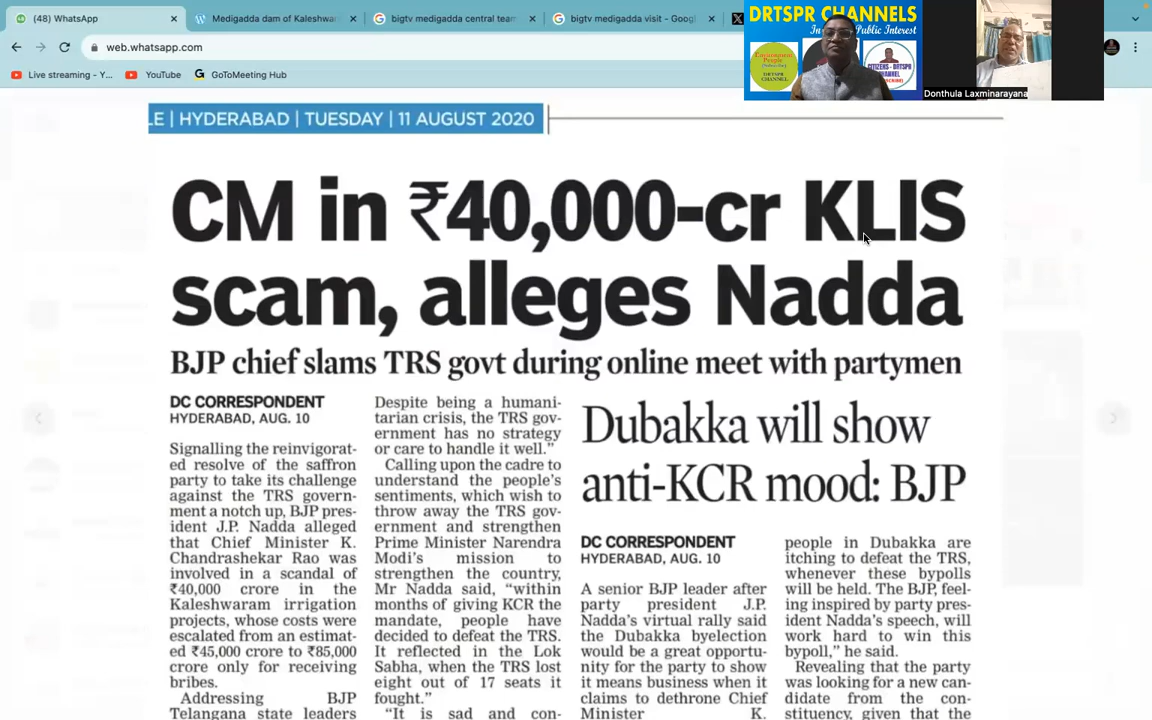 (48) WhatsApp
Medigadda dam of Kaleshwar
bigtv medigadda central team
bigtv medigadda visit - Googl
web.whatsapp.com
Live streaming - Y...
YouTube
GoToMeeting Hub
DRTSPR CHANNELS
Public Interest
DRTSPR
CHANNEL
CITIZENS - DRTSPR
CHANNEL
Donthula Laxminarayana
LE | HYDERABAD | TUESDAY | 11 AUGUST 2020
CM in ₹40,000-cr KLIS
scam, alleges Nadda
BJP chief slams TRS govt during online meet with partymen
DC CORRESPONDENT
HYDERABAD, AUG. 10
Signalling the reinvigorat-
ed resolve of the saffron
party to take its challenge
against the TRS govern-
ment a notch up, BJP pres-
ident J.P. Nadda alleged
that Chief Minister K.
Chandrashekar Rao was
involved in a scandal of
₹40,000 crore in the
Kaleshwaram irrigation
projects, whose costs were
escalated from an estimat-
ed ₹45,000 crore to ₹85,000
crore only for receiving
bribes.
Addressing BJP
Telangana state leaders
Despite being a humani-
tarian crisis, the TRS gov-
ernment has no strategy
or care to handle it well.”
Calling upon the cadre to
understand the people's
sentiments, which wish to
throw away the TRS gov-
ernment and strengthen
Prime Minister Narendra
Modi's mission to
strengthen the country,
Mr Nadda said, “within
months of giving KCR the
mandate, people have
decided to defeat the TRS.
It reflected in the Lok
Sabha, when the TRS lost
eight out of 17 seats it
fought.”
“It is sad and con-
Dubakka will show
anti-KCR mood: BJP
DC CORRESPONDENT
HYDERABAD, AUG. 10
A senior BJP leader after
party president J.P.
Nadda's virtual rally said
the Dubakka byelection
would be a great opportu-
nity for the party to show
it means business when it
claims to dethrone Chief
Minister K.
people in Dubakka are
itching to defeat the TRS,
whenever these bypolls
will be held. The BJP, feel-
ing inspired by party pres-
ident Nadda's speech, will
work hard to win this
bypoll,” he said.
Revealing that the party
was looking for a new can-
didate from the con-
stituency, given that the